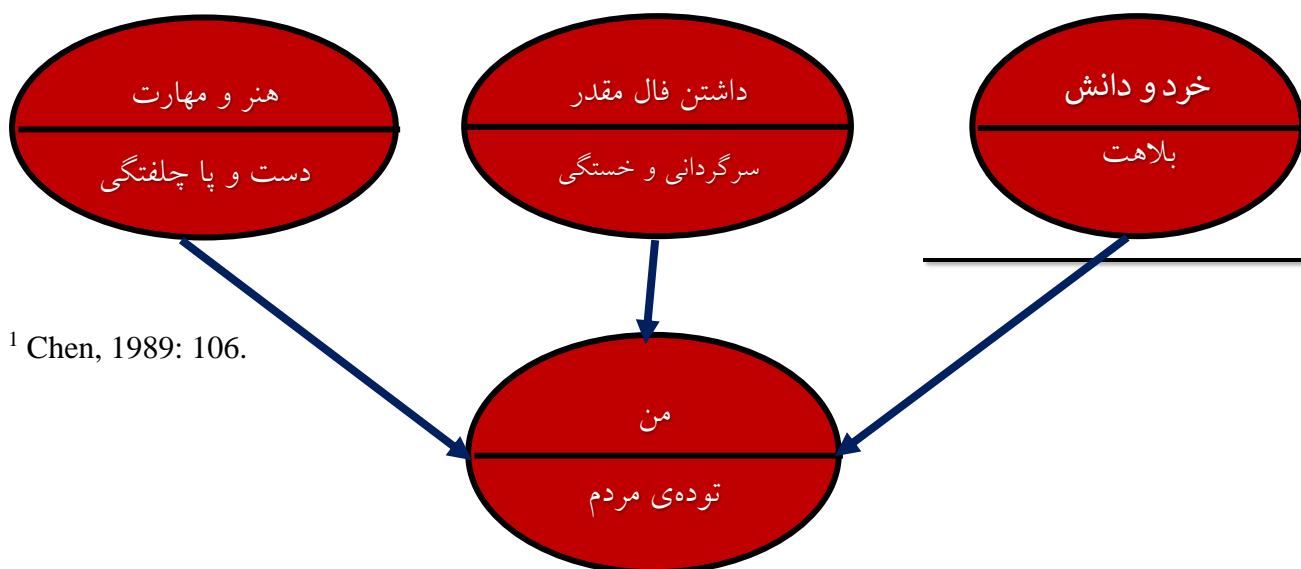 خرد و دانش
بلاهت
داشتن فال مقدر
سرگردانی و خستگی
هنر و مهارت
دست و پا چلفتگی
من
توده‌ی مردم
1 Chen, 1989: 106.